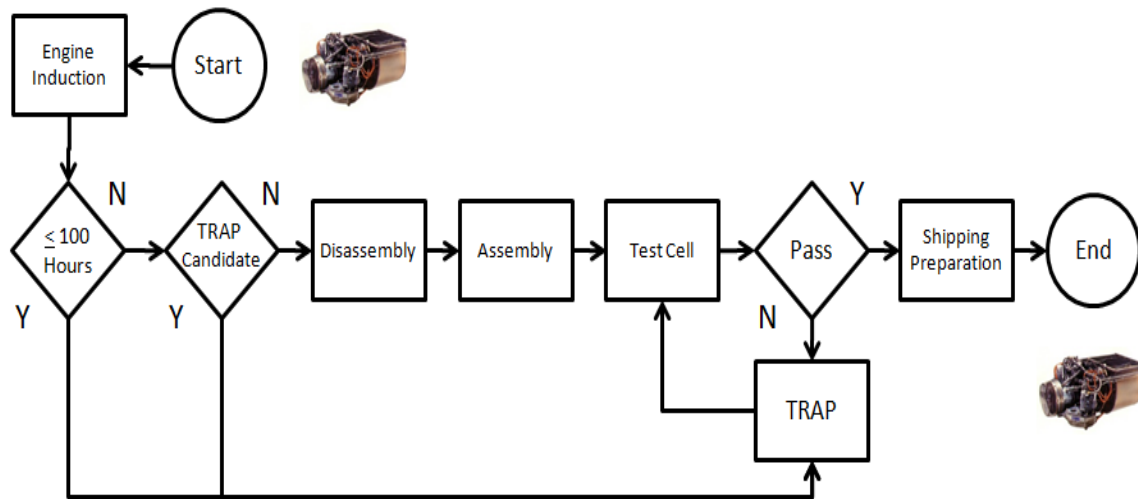 Engine
Induction
Start
≤ 100
Hours
N
Y
TRAP
Candidate
N
Y
Disassembly
Assembly
Test Cell
Pass
Y
N
Shipping
Preparation
End
TRAP